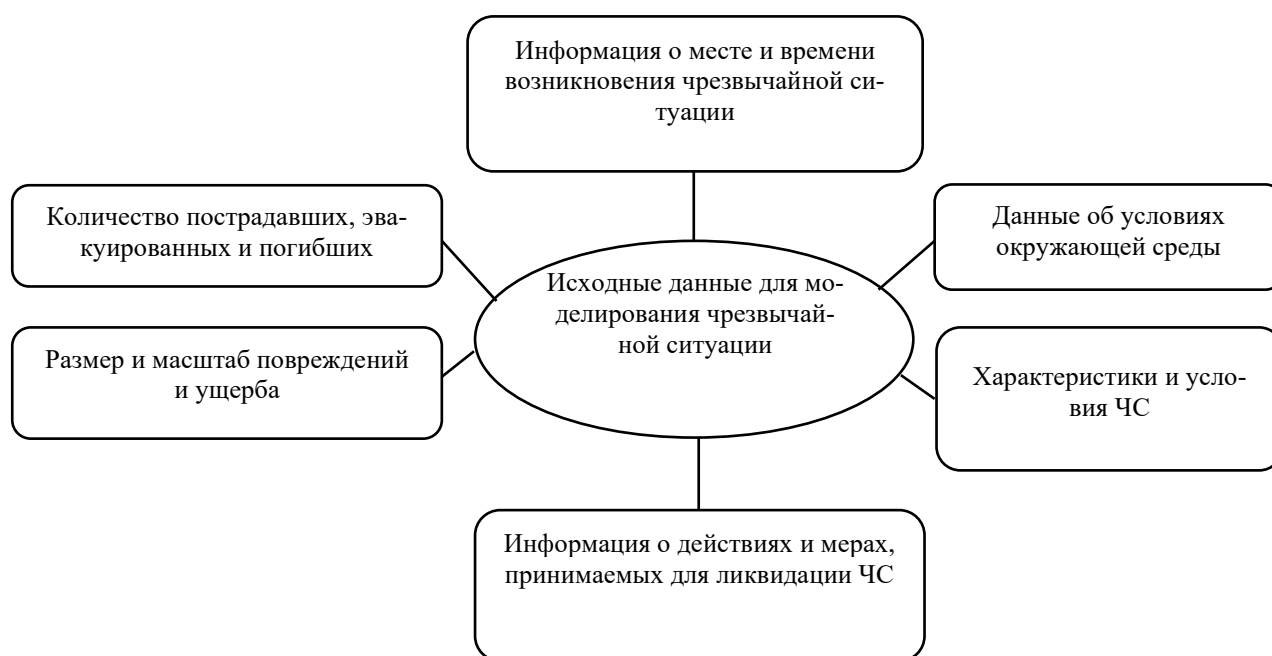 Информация о месте и времени
возникновения чрезвычайной си-
туации
Количество пострадавших, эва-
куированных и погибших
Данные об условиях
окружающей среды
Исходные данные для мо-
делирования чрезвычай-
ной ситуации
Размер и масштаб повреждений
и ущерба
Характеристики и усло-
вия ЧС
Информация о действиях и мерах,
принимаемых для ликвидации ЧС